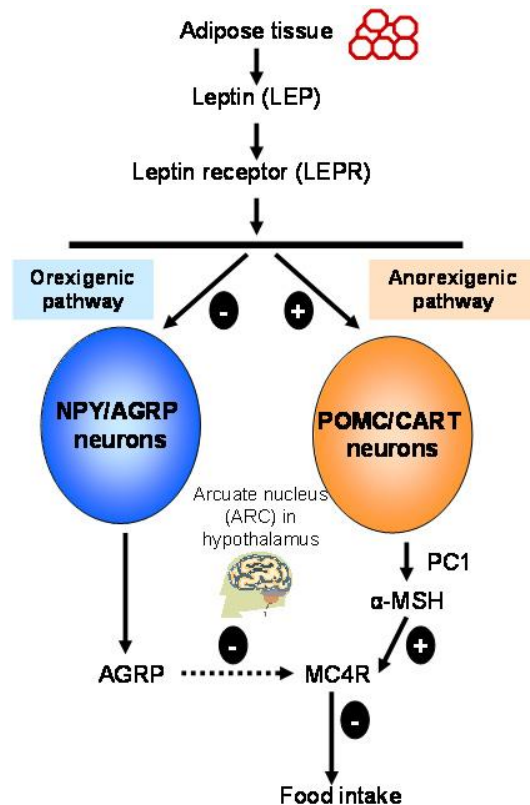 Adipose tissue
Leptin (LEP)
Leptin receptor (LEPR)
Orexigenic
pathway
-
+
Anorexigenic
pathway
NPY/AGRP
neurons
POMC/CART
neurons
Arcuate nucleus
(ARC) in
hypothalamus
PC1
α-MSH
-
+
AGRP
MC4R
-
Food intake